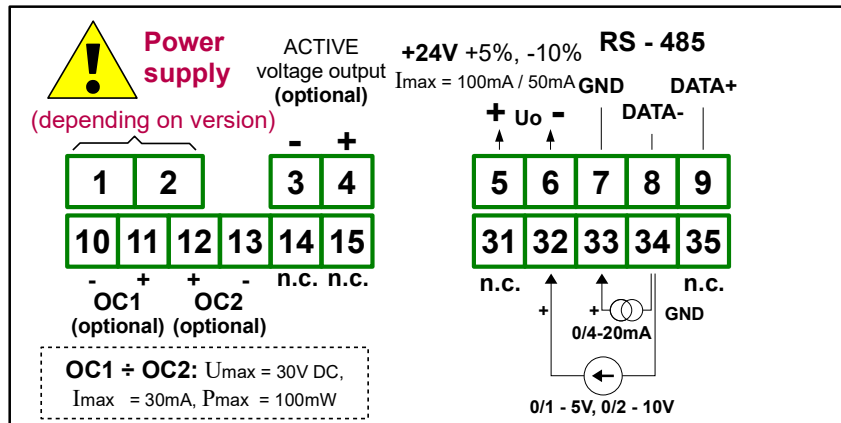 Power
supply
(depending on version)
ACTIVE
voltage output
(optional)
+24V +5%, -10%
Imax = 100mA / 50mA
RS - 485
GND
DATA+
DATA-
+ Uo -
- +
1 2 3 4 5 6 7 8 9
10 11 12 13 14 15 31 32 33 34 35
- + + - n.c. n.c. n.c. n.c.
OC1 OC2
(optional) (optional)
+ +
GND
0/4-20mA
0/1 - 5V, 0/2 - 10V
OC1 ÷ OC2: Umax = 30V DC,
Imax = 30mA, Pmax = 100mW